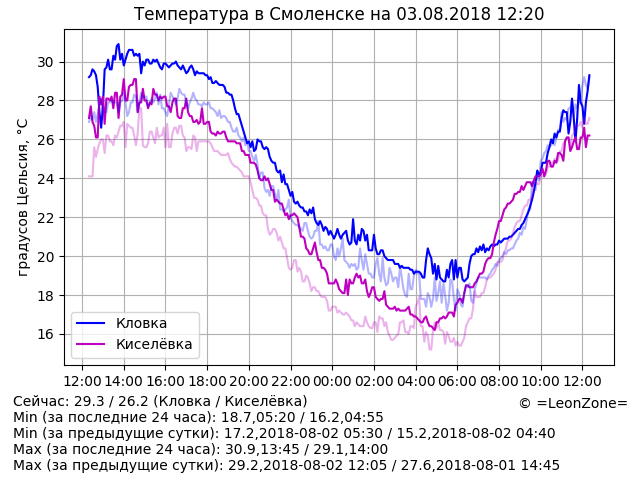 Температура в Смоленске на 03.08.2018 12:20
градусов Цельсия, °C
30
28
26
24
22
20
18
16
Кловка
Киселёвка
12:00 14:00 16:00 18:00 20:00 22:00 00:00 02:00 04:00 06:00 08:00 10:00 12:00
Сейчас: 29.3 / 26.2 (Кловка / Киселёвка)
© =LeonZone=
Min (за последние 24 часа): 18.7,05:20 / 16.2,04:55
Min (за предыдущие сутки): 17.2,2018-08-02 05:30 / 15.2,2018-08-02 04:40
Max (за последние 24 часа): 30.9,13:45 / 29.1,14:00
Max (за предыдущие сутки): 29.2,2018-08-02 12:05 / 27.6,2018-08-01 14:45